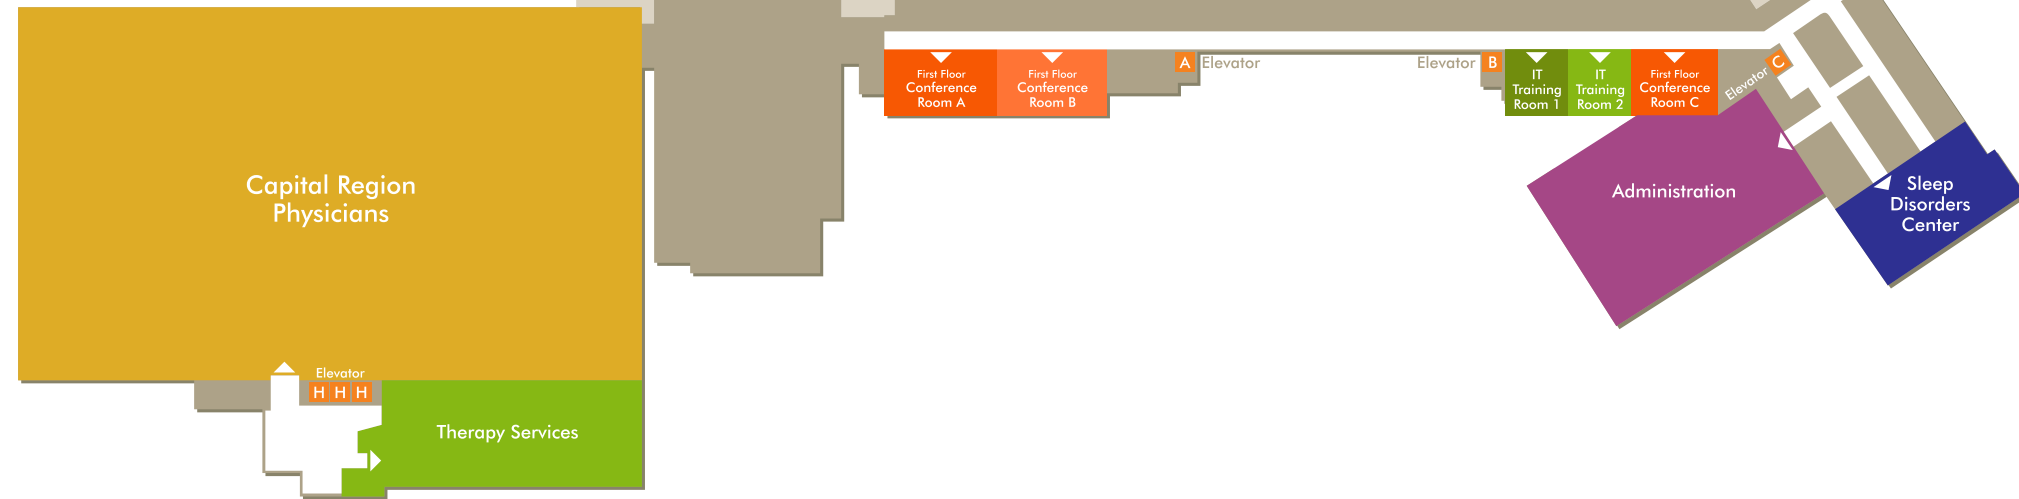 Capital Region
Physicians
Elevator
H H H
Therapy Services
First Floor
Conference
Room A
First Floor
Conference
Room B
A Elevator
Elevator B
IT
Training
Room 1
IT
Training
Room 2
First Floor
Conference
Room C
Elevator C
Administration
Sleep
Disorders
Center